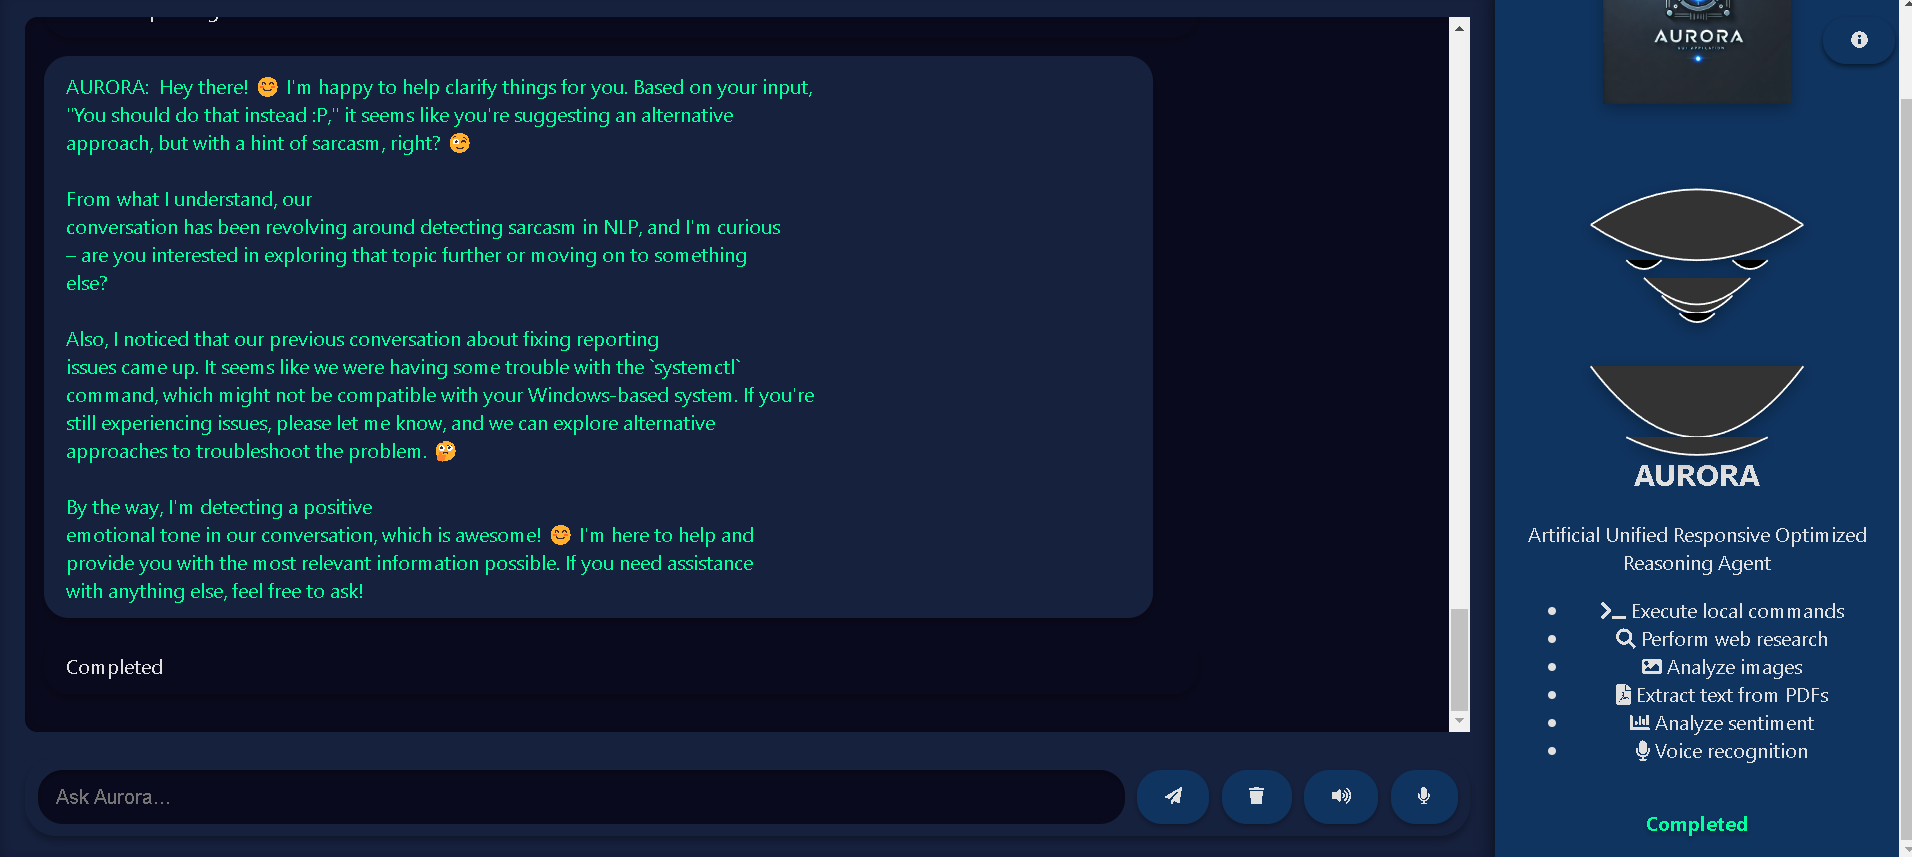 AURORA: Hey there! 😊 I'm happy to help clarify things for you. Based on your input,
"You should do that instead :P," it seems like you're suggesting an alternative
approach, but with a hint of sarcasm, right? 😉
From what I understand, our
conversation has been revolving around detecting sarcasm in NLP, and I'm curious
– are you interested in exploring that topic further or moving on to something
else?
Also, I noticed that our previous conversation about fixing reporting
issues came up. It seems like we were having some trouble with the `systemctl`
command, which might not be compatible with your Windows-based system. If you're
still experiencing issues, please let me know, and we can explore alternative
approaches to troubleshoot the problem. 🤔
By the way, I'm detecting a positive
emotional tone in our conversation, which is awesome! 😊 I'm here to help and
provide you with the most relevant information possible. If you need assistance
with anything else, feel free to ask!
Completed
Ask Aurora...
AURORA
AURORA
Artificial Unified Responsive Optimized
Reasoning Agent
Execute local commands
Perform web research
Analyze images
Extract text from PDFs
Analyze sentiment
Voice recognition
Completed